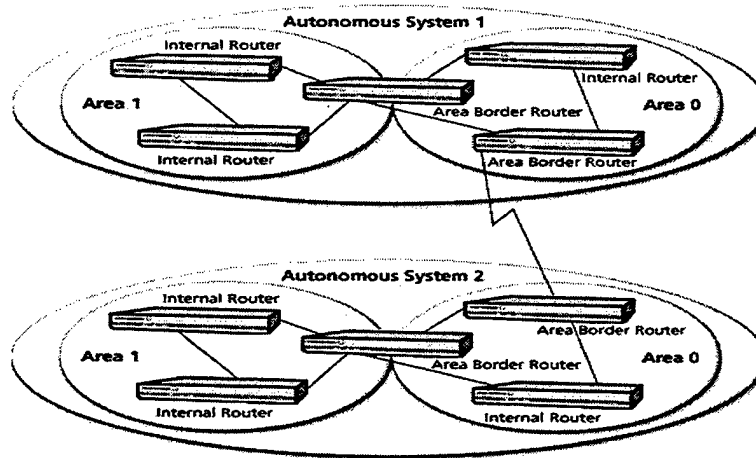 Autonomous System 1
Internal Router
Internal Router
Area 1
Area 0
Area Border Router
Internal Router
Area Border Router
Autonomous System 2
Internal Router
Area Border Router
Area 1
Area 0
Area Border Router
Internal Router
Internal Router